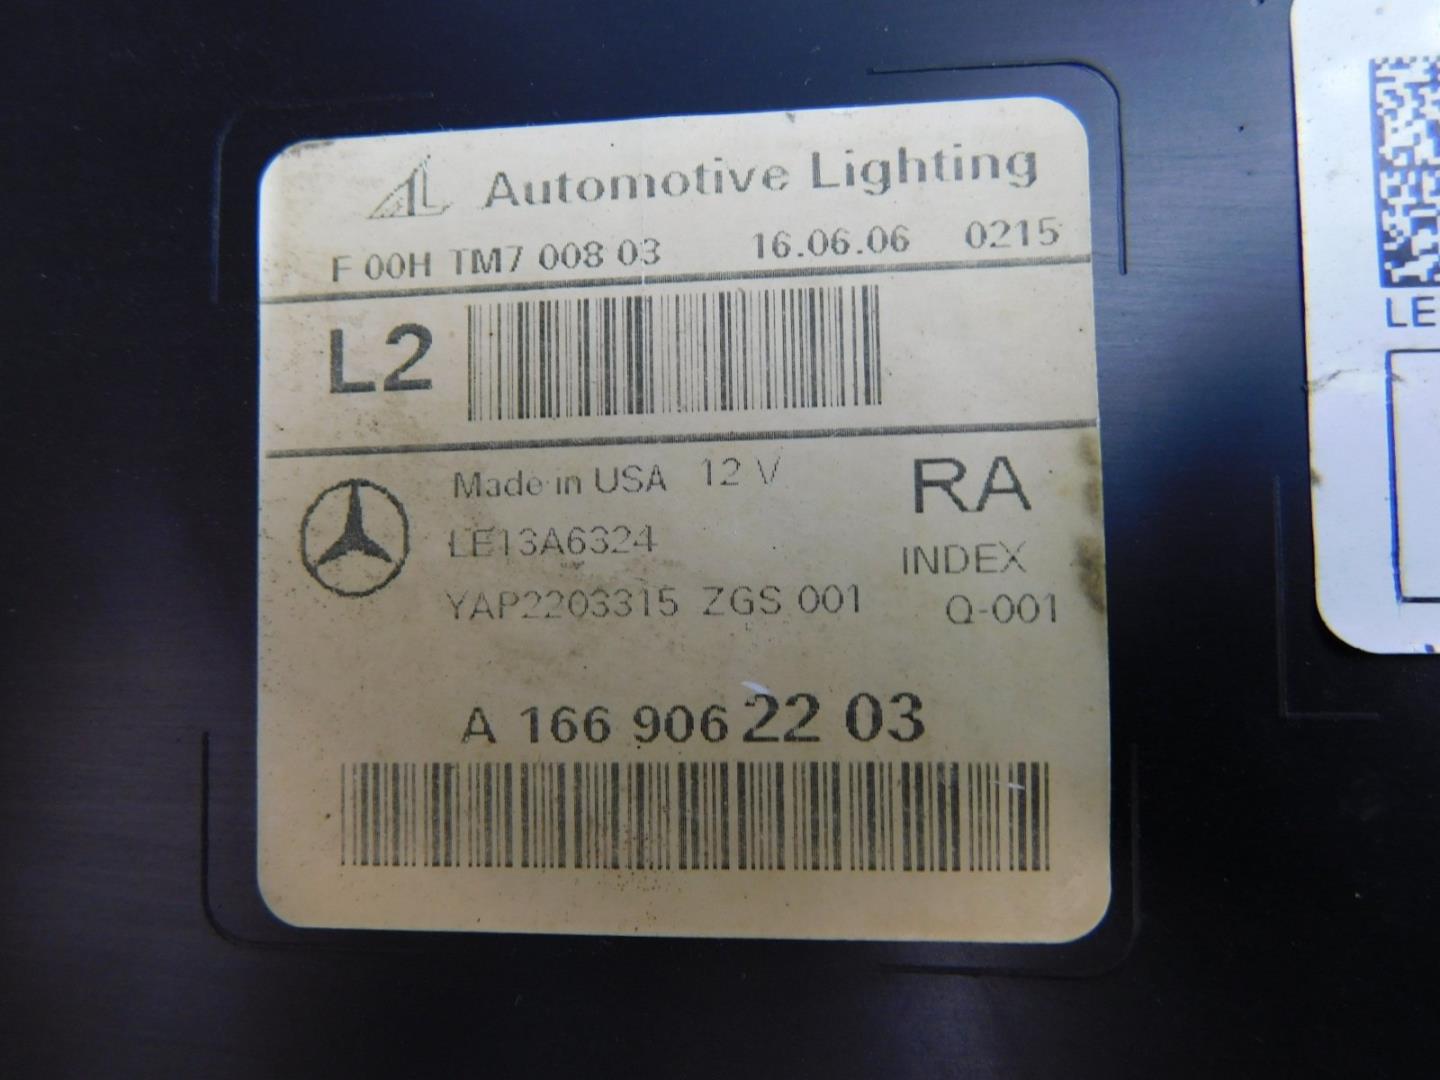 AL Automotive Lighting
F 00H TM7 008 03 16.06.06 0215
L2
Made in USA 12 V RA
LE13A6324 INDEX
YAP2203315 ZGS 001 Q-001
A 166 906 22 03
LE